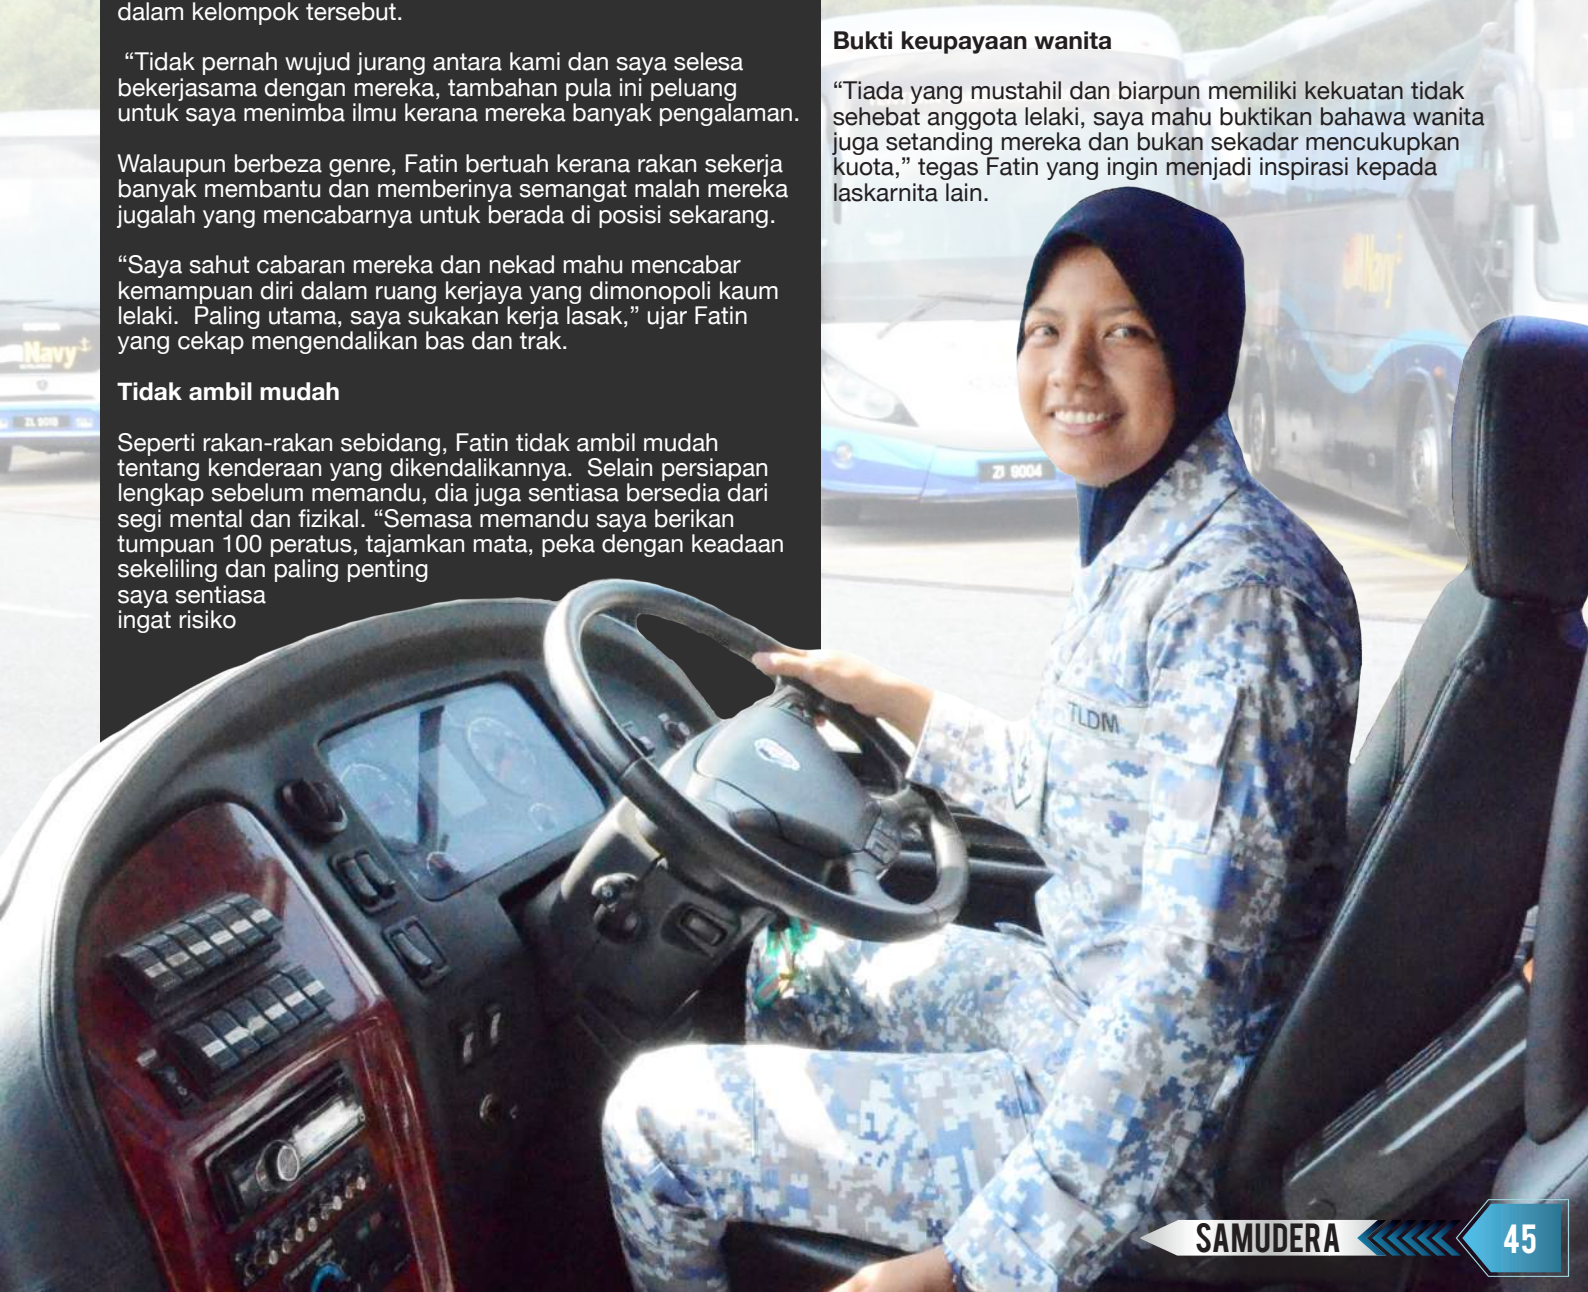 dalam kelompok tersebut.
“Tidak pernah wujud jurang antara kami dan saya selesa
bekerjasama dengan mereka, tambahan pula ini peluang
untuk saya menimba ilmu kerana mereka banyak pengalaman.
Walaupun berbeza genre, Fatin bertuah kerana rakan sekerja
banyak membantu dan memberinya semangat malah mereka
jugalah yang mencabarnya untuk berada di posisi sekarang.
“Saya sahut cabaran mereka dan nekad mahu mencabar
kemampuan diri dalam ruang kerjaya yang dimonopoli kaum
lelaki.  Paling utama, saya sukakan kerja lasak,” ujar Fatin
yang cekap mengendalikan bas dan trak.
Tidak ambil mudah
Seperti rakan-rakan sebidang, Fatin tidak ambil mudah
tentang kenderaan yang dikendalikannya.  Selain persiapan
lengkap sebelum memandu, dia juga sentiasa bersedia dari
segi mental dan fizikal. “Semasa memandu saya berikan
tumpuan 100 peratus, tajamkan mata, peka dengan keadaan
sekeliling dan paling penting
saya sentiasa
ingat risiko
Bukti keupayaan wanita
“Tiada yang mustahil dan biarpun memiliki kekuatan tidak
sehebat anggota lelaki, saya mahu buktikan bahawa wanita
juga setanding mereka dan bukan sekadar mencukupkan
kuota,” tegas Fatin yang ingin menjadi inspirasi kepada
laskarnita lain.
Navy
Navy
ZJ 9004
TLDM
SAMUDERA
45